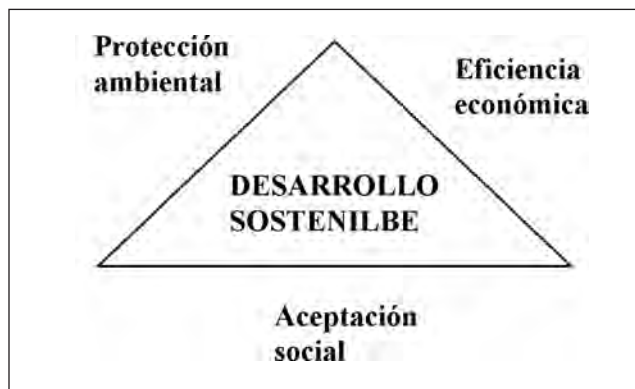 Protección
ambiental
Eficiencia
económica
DESARROLLO
SOSTENILBE
Aceptación
social